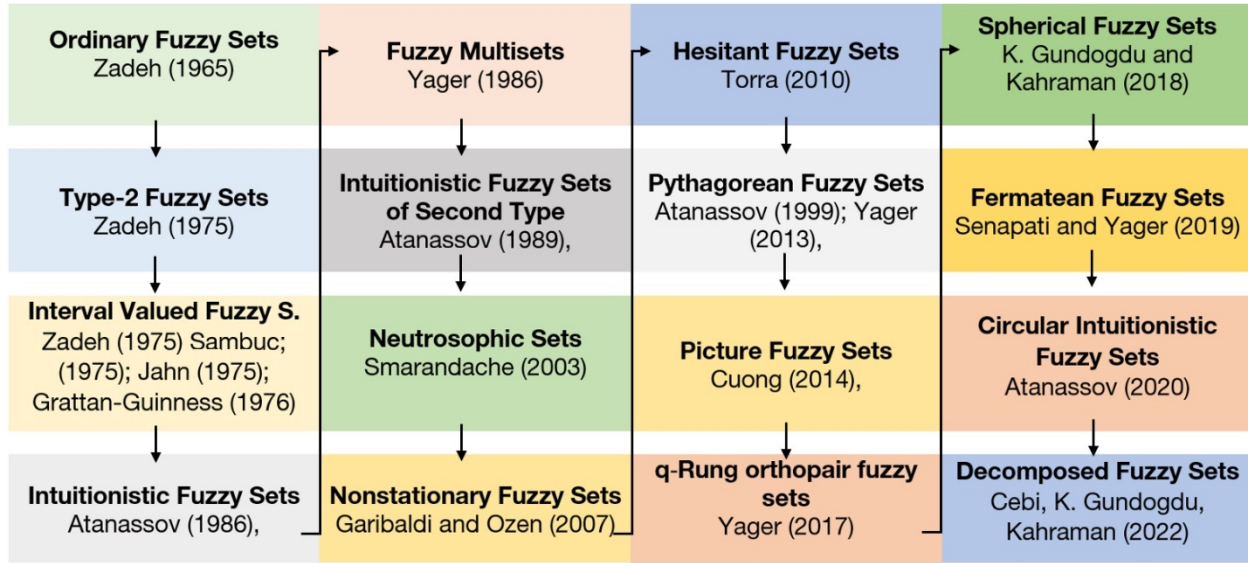 Ordinary Fuzzy Sets
Zadeh (1965)
Type-2 Fuzzy Sets
Zadeh (1975)
Interval Valued Fuzzy S.
Zadeh (1975) Sambuc;
(1975); Jahn (1975);
Grattan-Guinness (1976)
Intuitionistic Fuzzy Sets
Atanassov (1986),
Fuzzy Multisets
Yager (1986)
Intuitionistic Fuzzy Sets
of Second Type
Atanassov (1989),
Neutrosophic Sets
Smarandache (2003)
Nonstationary Fuzzy Sets
Garibaldi and Ozen (2007)
Hesitant Fuzzy Sets
Torra (2010)
Pythagorean Fuzzy Sets
Atanassov (1999); Yager
(2013),
Picture Fuzzy Sets
Cuong (2014),
q-Rung orthopair fuzzy
sets
Yager (2017)
Spherical Fuzzy Sets
K. Gundogdu and
Kahraman (2018)
Fermatean Fuzzy Sets
Senapati and Yager (2019)
Circular Intuitionistic
Fuzzy Sets
Atanassov (2020)
Decomposed Fuzzy Sets
Cebi, K. Gundogdu,
Kahraman (2022)